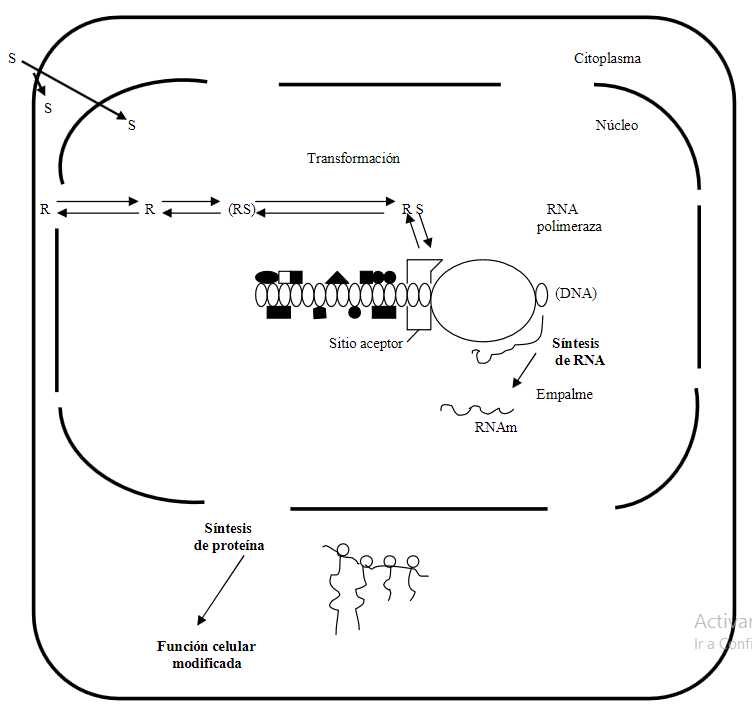 S
Citoplasma
S
S
Núcleo
Transformación
R
R
(RS)
R S
RNA
polimeraza
(DNA)
Sitio aceptor
Síntesis
de RNA
Empalme
RNAm
Síntesis
de proteína
Función celular
modificada
Activar
Ir a Confi